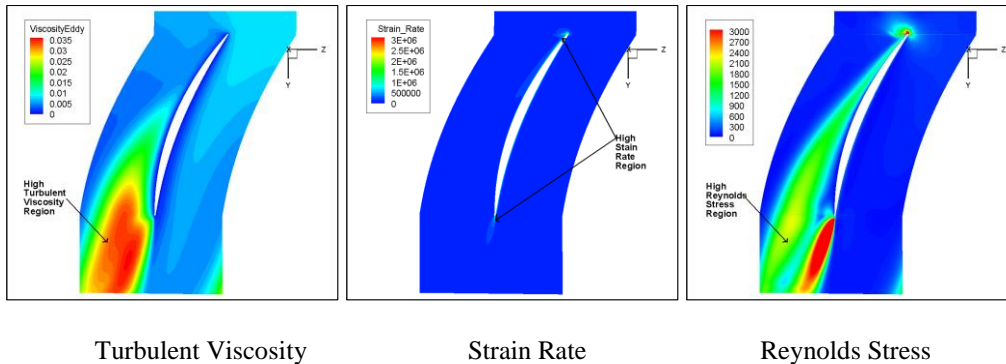 ViscosityEddy
0.035
0.03
0.025
0.02
0.015
0.01
0.005
X
Z
Y
High
Turbulent
Viscosity
Region
Strain_Rate
3E+06
2.5E+06
2E+06
1.5E+06
1E+06
500000
0
X
Z
Y
High
Stain
Rate
Region
3000
2700
2400
2100
1800
1500
1200
900
600
300
0
X
Z
Y
High
Reynolds
Stress
Region
Turbulent Viscosity
Strain Rate
Reynolds Stress